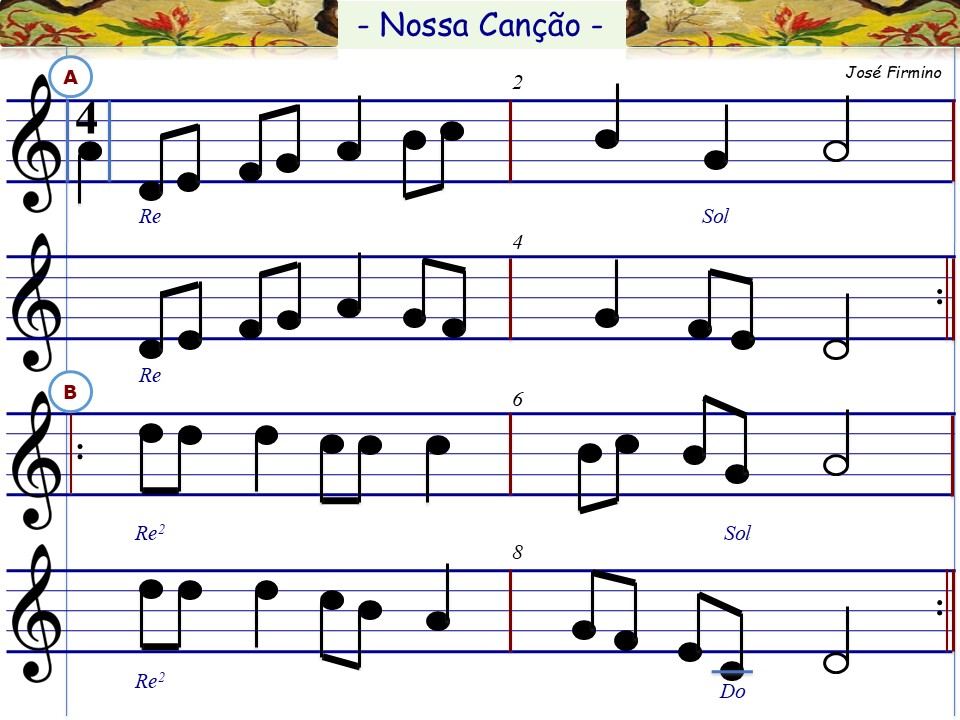 - Nossa Canção -
A
José Firmino
2
4
Re
Sol
4
Re
B
6
Re²
Sol
8
Re²
Do